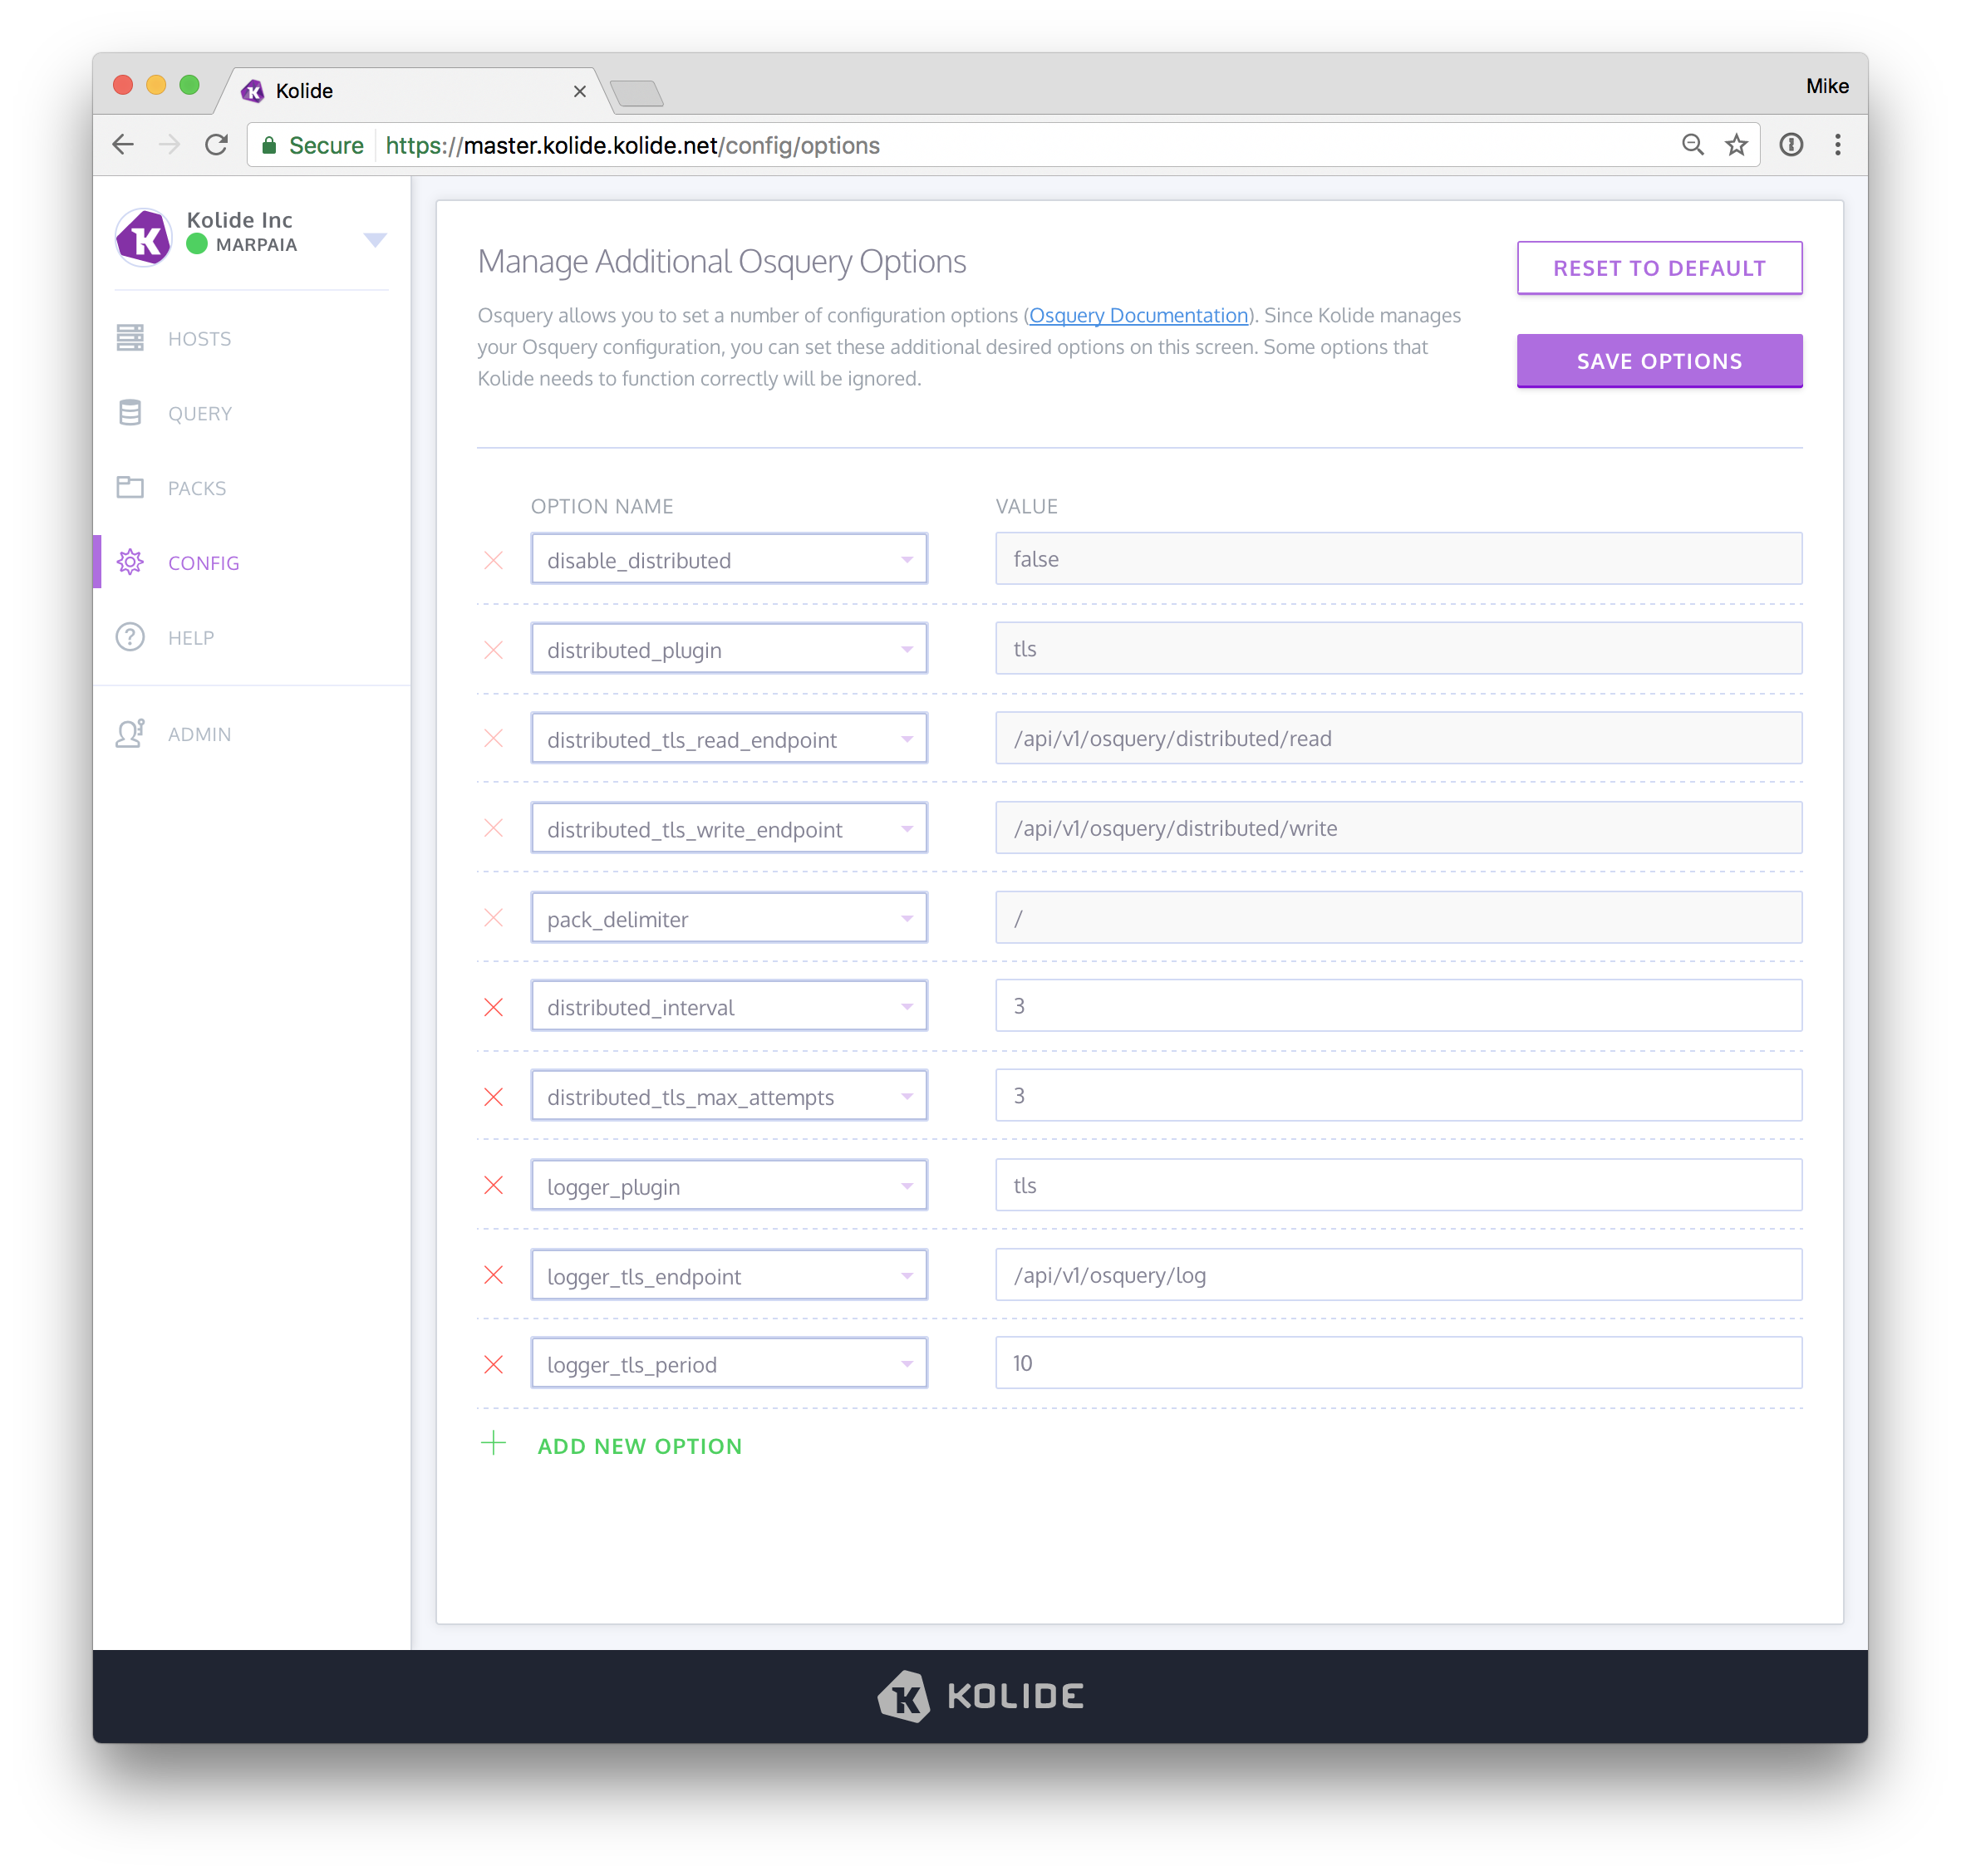 Kolide
Mike
Secure https://master.kolide.kolide.net/config/options
Kolide Inc
MARPAIA
HOSTS
QUERY
PACKS
CONFIG
HELP
ADMIN
Manage Additional Osquery Options
RESET TO DEFAULT
Osquery allows you to set a number of configuration options (Osquery Documentation). Since Kolide manages
your Osquery configuration, you can set these additional desired options on this screen. Some options that
Kolide needs to function correctly will be ignored.
SAVE OPTIONS
OPTION NAME VALUE
disable_distributed false
distributed_plugin tls
distributed_tls_read_endpoint /api/v1/osquery/distributed/read
distributed_tls_write_endpoint /api/v1/osquery/distributed/write
pack_delimiter /
distributed_interval 3
distributed_tls_max_attempts 3
logger_plugin tls
logger_tls_endpoint /api/v1/osquery/log
logger_tls_period 10
ADD NEW OPTION
KOLIDE